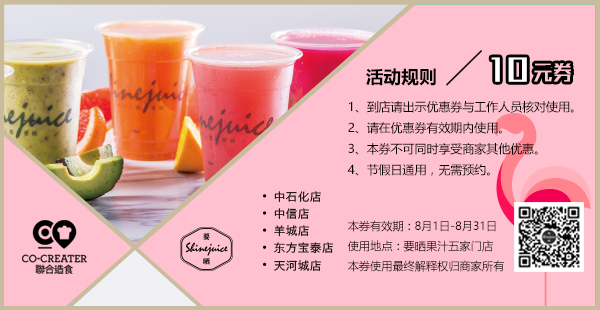 Shinejuice
Shinejuice
活动规则
10元券
1、到店请出示优惠券与工作人员核对使用。
2、请在优惠券有效期内使用。
3、本券不可同时享受商家其他优惠。
4、节假日通用，无需预约。
• 中石化店
• 中信店
• 羊城店
• 东方宝泰店
• 天河城店
本券有效期：8月1日-8月31日
使用地点：要晒果汁五家门店
本券使用最终解释权归商家所有
CO
CO-CREATER
聯合造食
要
Shinejuice
晒